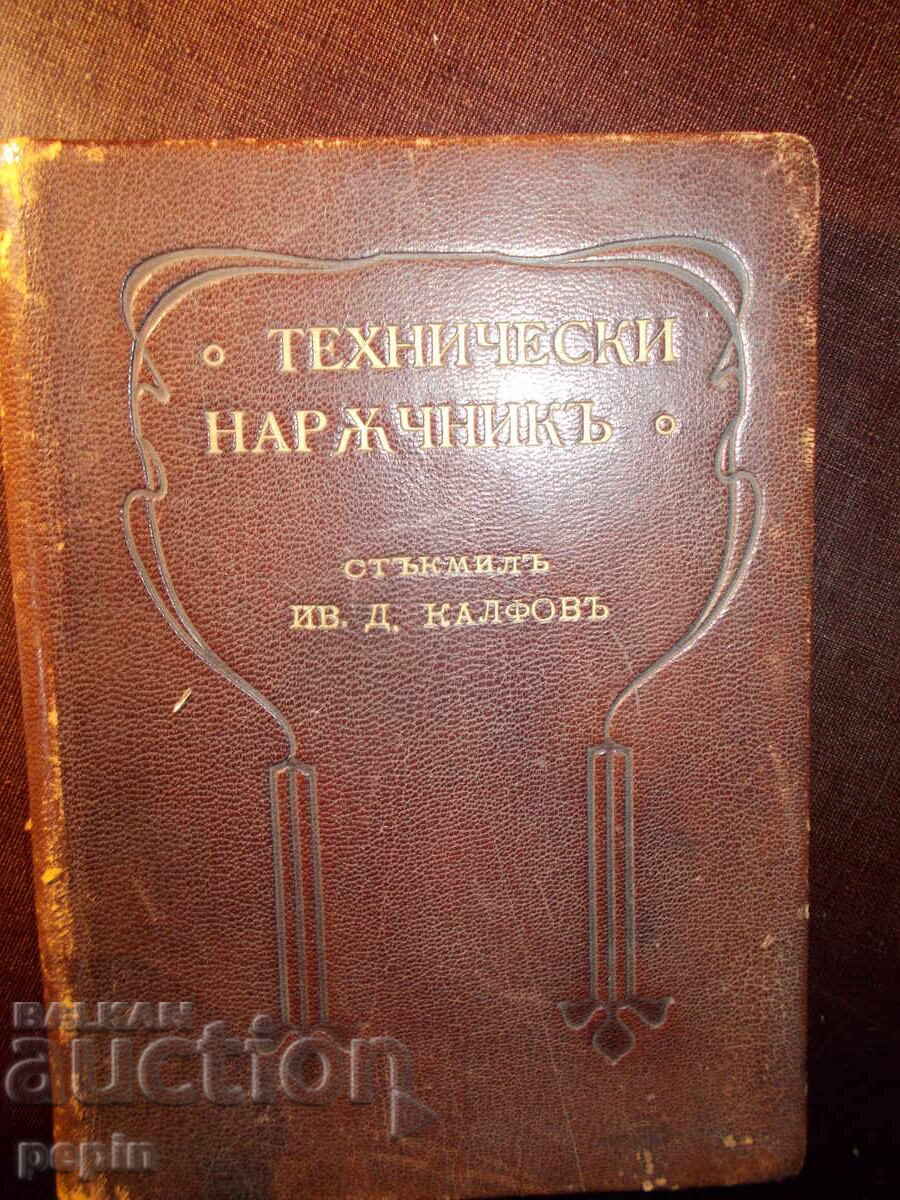 ТЕХНИЧЕСКИ
НАРѪЧНИКЪ
СТЪКМИЛЪ
ИВ. Д. КАЛФОВЪ
BALKAN
auction
pepin